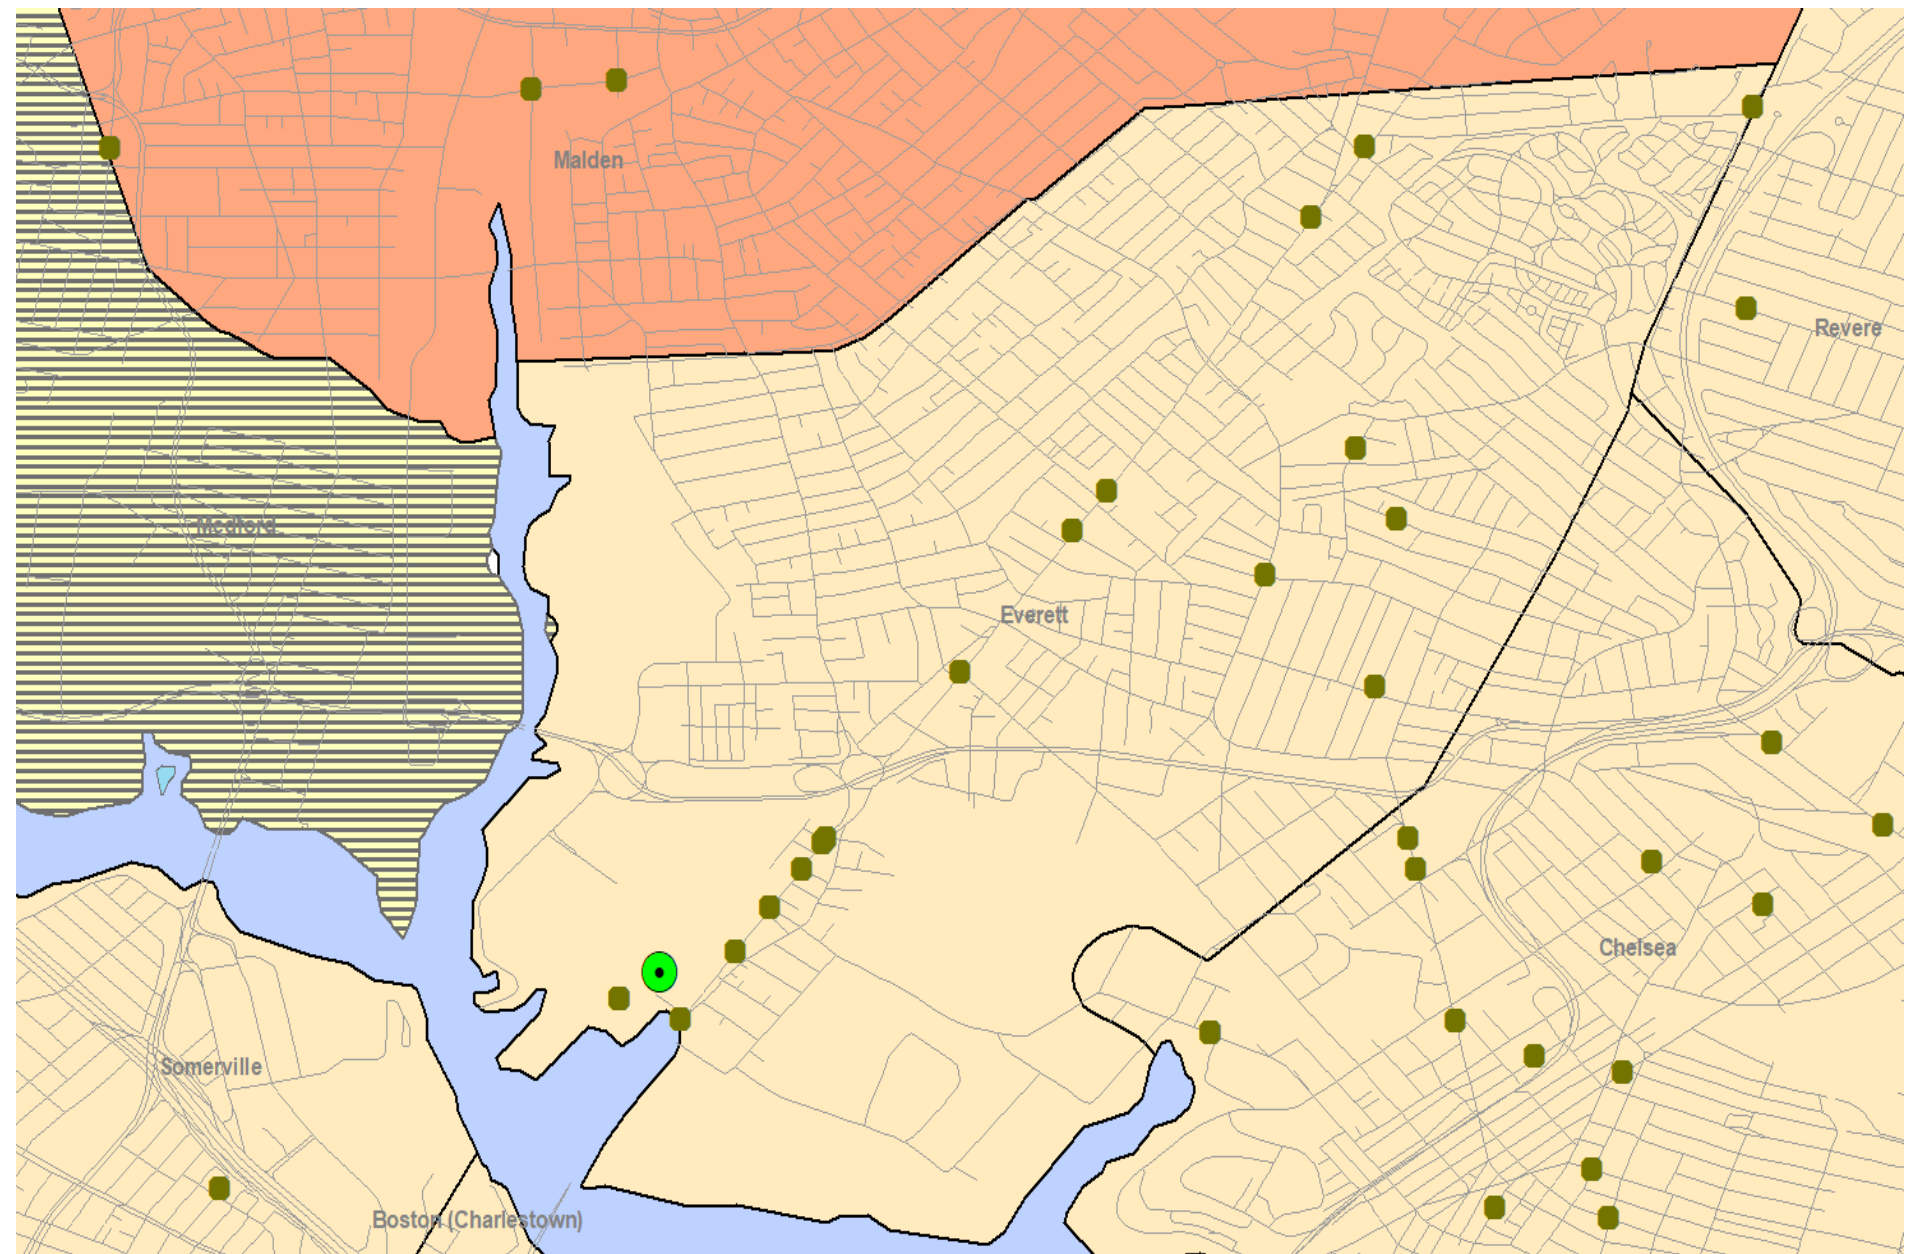 Malden
Revere
Medford
Everett
Chelsea
Somerville
Boston (Charlestown)